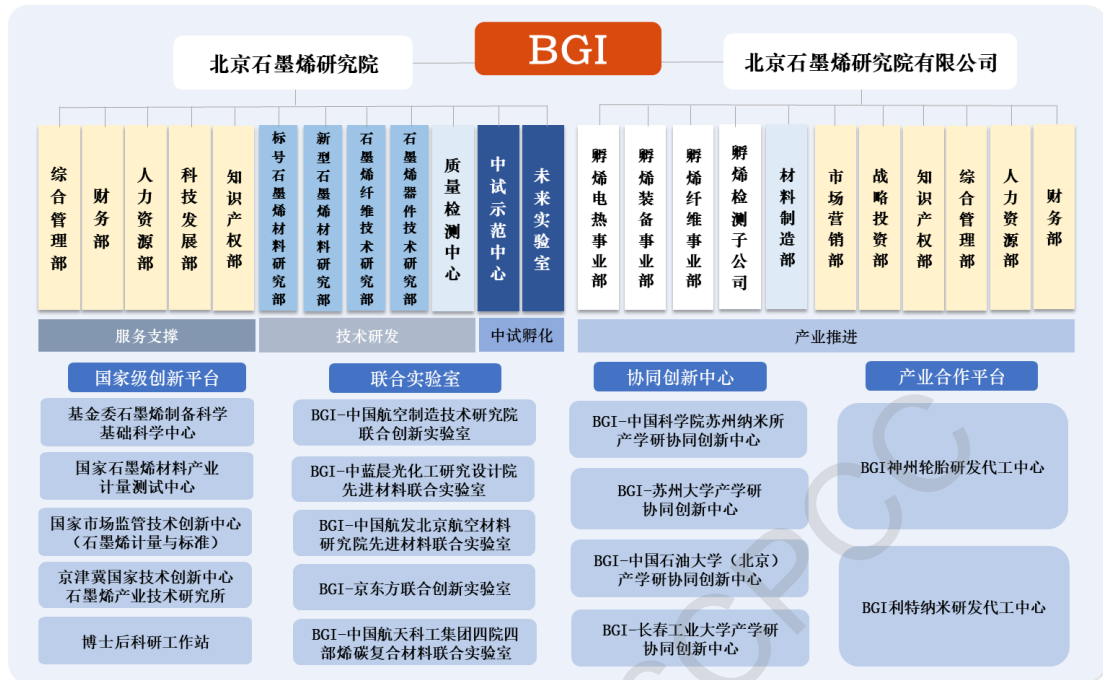 BGI
北京石墨烯研究院
北京石墨烯研究院有限公司
综合管理部
财务部
人力资源部
科技发展部
知识产权部
标号石墨烯材料研究部
新型石墨烯材料研究部
石墨烯纤维技术研究部
石墨烯器件技术研究部
质量检测中心
中试示范中心
未来实验室
孵烯电热事业部
孵烯装备事业部
孵烯纤维事业部
孵烯检测子公司
材料制造部
市场营销部
战略投资部
知识产权部
综合管理部
人力资源部
财务部
服务支撑
技术研发
中试孵化
产业推进
国家级创新平台
基金委石墨烯制备科学
基础科学中心
国家石墨烯材料产业
计量测试中心
国家市场监管技术创新中心
（石墨烯计量与标准）
京津冀国家技术创新中心
石墨烯产业技术研究所
博士后科研工作站
联合实验室
BGI-中国航空制造技术研究院
联合创新实验室
BGI-中蓝晨光化工研究设计院
先进材料联合实验室
BGI-中国航发北京航空材料
研究院先进材料联合实验室
BGI-京东方联合创新实验室
BGI-中国航天科工集团四院四
部烯碳复合材料联合实验室
协同创新中心
BGI-中国科学院苏州纳米所
产学研协同创新中心
BGI-苏州大学产学研
协同创新中心
BGI-中国石油大学（北京）
产学研协同创新中心
BGI-长春工业大学产学研
协同创新中心
产业合作平台
BGI神州轮胎研发代工中心
BGI利特纳米研发代工中心
CCPCC